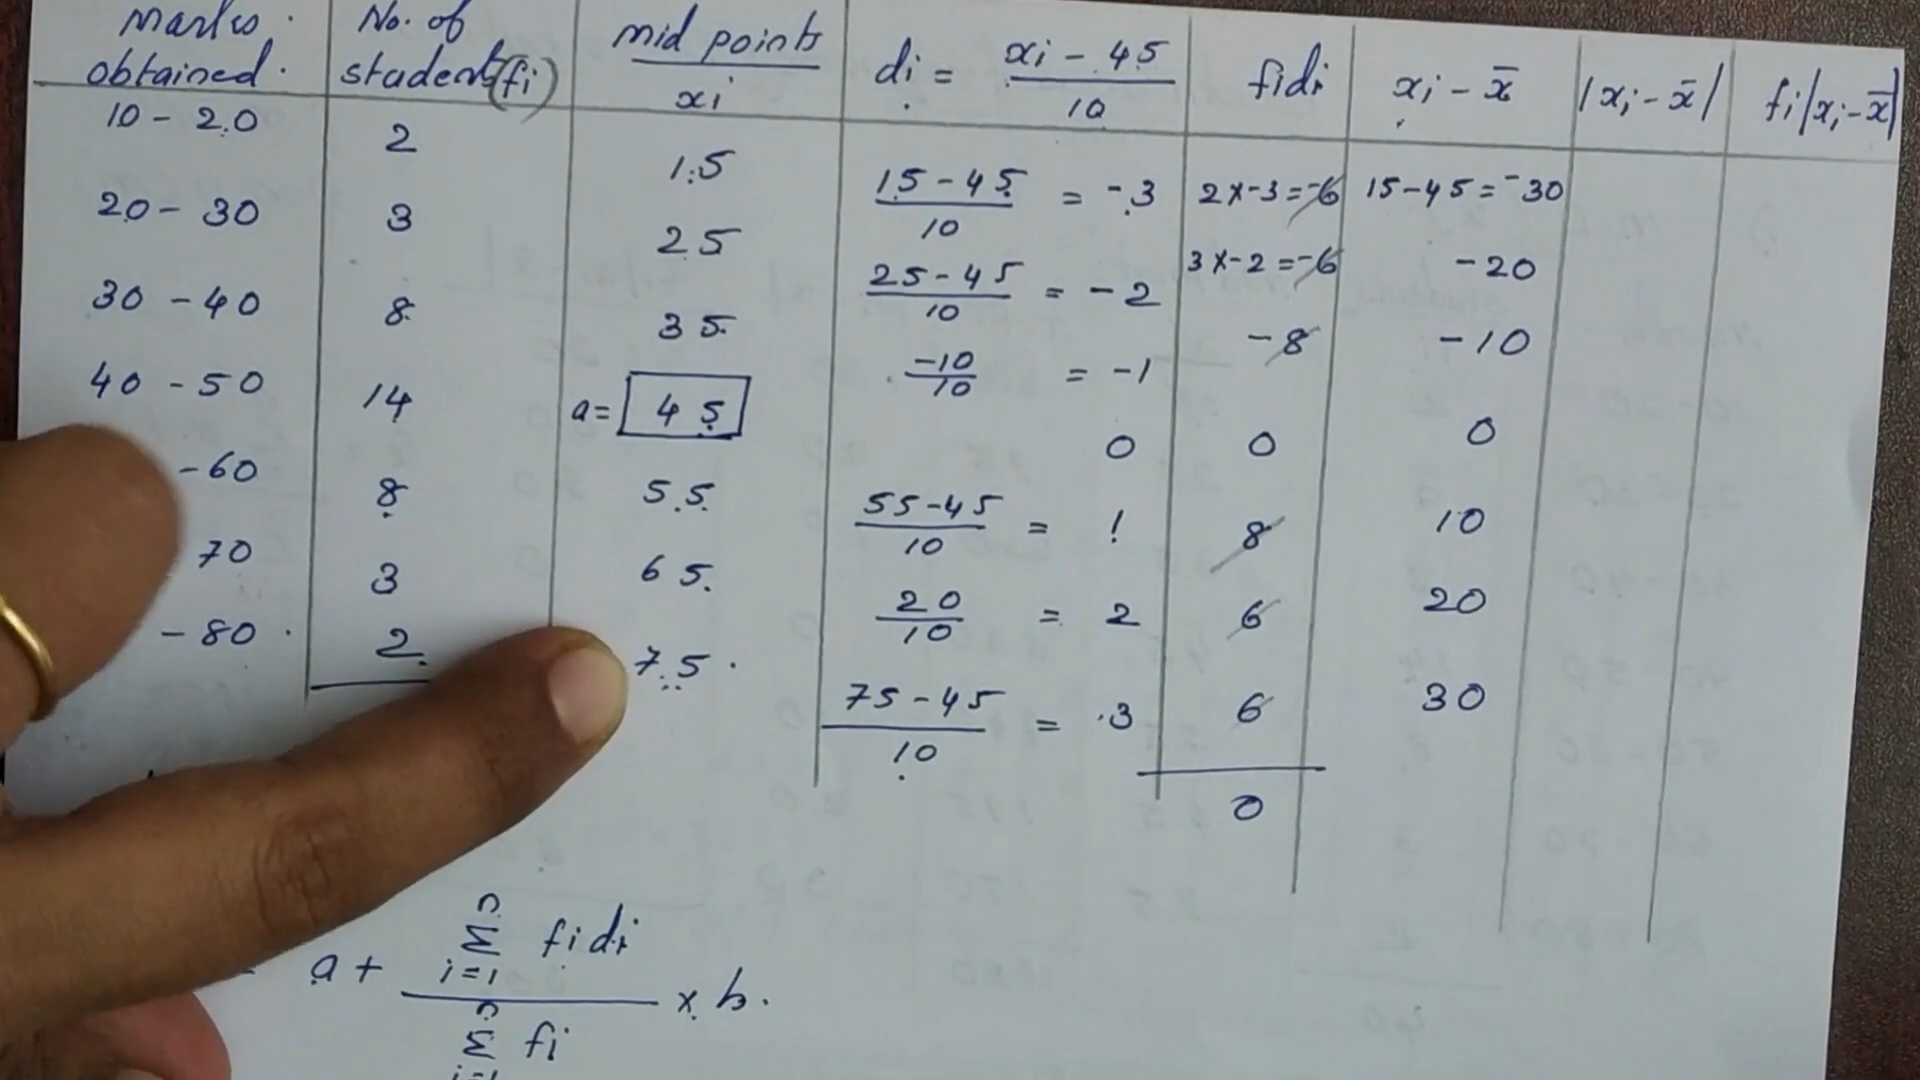 Marks obtained. | No. of students (fi) | mid points xi | di = xi - 45 / 10 | fidi | xi - x̄ | |xi - x̄| | fi|xi - x̄|
10 - 20 | 2 | 15 | 15 - 45 / 10 = -3 | 2 x -3 = -6 | 15 - 45 = -30
20 - 30 | 3 | 25 | 25 - 45 / 10 = -2 | 3 x -2 = -6 | -20
30 - 40 | 8 | 35 | -10 / 10 = -1 | -8 | -10
40 - 50 | 14 | a = 45 | 0 | 0 | 0
- 60 | 8 | 55 | 55 - 45 / 10 = 1 | 8 | 10
70 | 3 | 65 | 20 / 10 = 2 | 6 | 20
- 80 | 2 | 75 | 75 - 45 / 10 = 3 | 6 | 30
0
n
Σ fidi
a + i=1 x h.
n
Σ fi